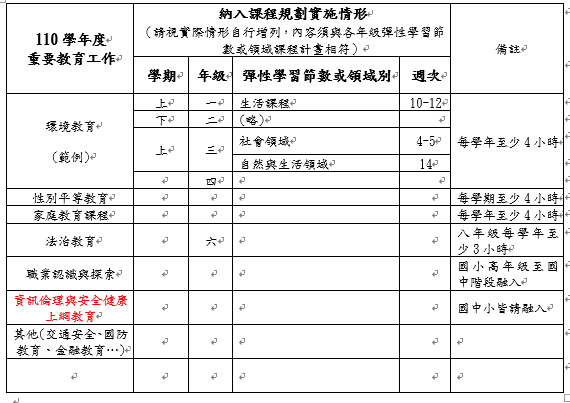 110 學年度
重要教育工作
納入課程規劃實施情形
(請視實際情形自行增列，內容須與各年級彈性學習節
數或領域課程計畫相符)
備註
學期 年級 彈性學習節數或領域別 週次
環境教育
(範例)
上 一 生活課程 10-12
下 二 (略)
上 三 社會領域 4-5
自然與生活領域 14
四
每學年至少 4 小時
性別平等教育 每學期至少 4 小時
家庭教育課程 每學年至少 4 小時
法治教育 六 八年級每學年至
少 3 小時
職業認識與探索 國小高年級至國
中階段融入
資訊倫理與安全健康
上網教育
國中小皆請融入
其他(交通安全、國防
教育、金融教育…)